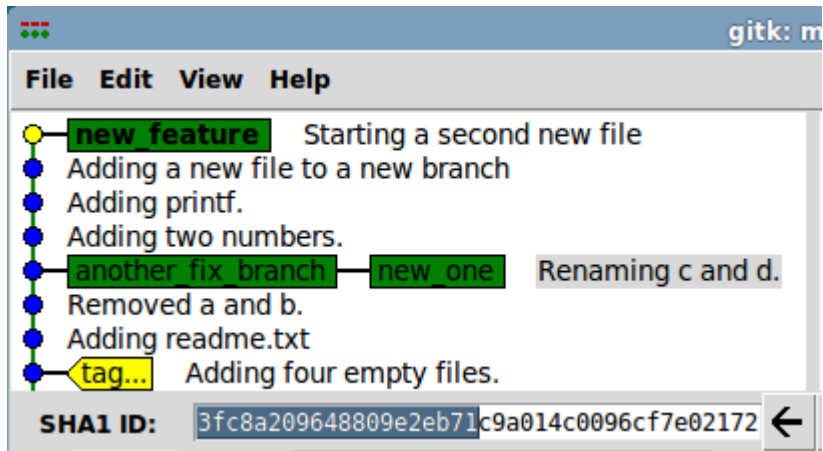 gitk: m
File Edit View Help
new_feature Starting a second new file
Adding a new file to a new branch
Adding printf.
Adding two numbers.
another_fix_branch new_one Renaming c and d.
Removed a and b.
Adding readme.txt
tag... Adding four empty files.
SHA1 ID: 3fc8a209648809e2eb71c9a014c0096cf7e02172